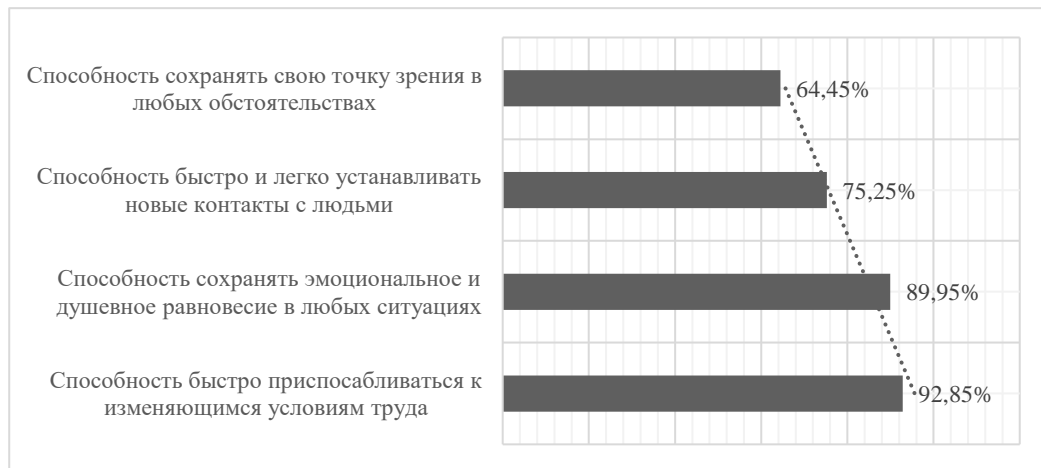 Способность сохранять свою точку зрения в
любых обстоятельствах
64,45%
Способность быстро и легко устанавливать
новые контакты с людьми
75,25%
Способность сохранять эмоциональное и
душевное равновесие в любых ситуациях
89,95%
Способность быстро приспосабливаться к
изменяющимся условиям труда
92,85%